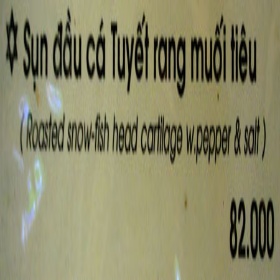 Sụn đầu cá Tuyết rang muối tiêu
( Roasted snow-fish head cartilage w.pepper & salt )
82.000